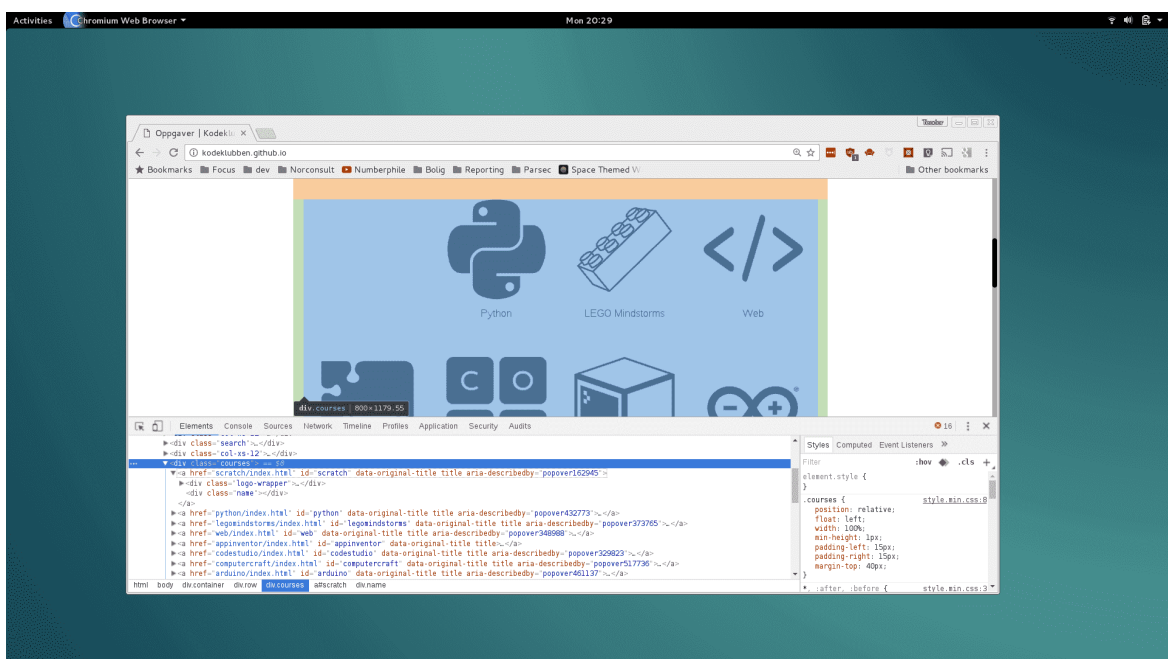 Activities Chromium Web Browser Mon 20:29
Oppgaver | Kodeklu
kodeklubben.github.io
Bookmarks Focus dev Norconsult Numberphile Bolig Reporting Parsec Space Themed W Other bookmarks
Python LEGO Mindstorms Web
C O
div.courses 800×1179.55
Elements Console Sources Network Timeline Profiles Application Security Audits 16
<div class="search">…</div>
<div class="col-xs-12">…</div>
<div class="courses"> == $0
<a href="scratch/index.html" id="scratch" data-original-title title aria-describedby="popover162945">
<div class="logo-wrapper">…</div>
<div class="name"></div>
</a>
<a href="python/index.html" id="python" data-original-title title aria-describedby="popover432773">…</a>
<a href="legomindstorms/index.html" id="legomindstorms" data-original-title title aria-describedby="popover373765">…</a>
<a href="web/index.html" id="web" data-original-title title aria-describedby="popover348988">…</a>
<a href="appinventor/index.html" id="appinventor" data-original-title title>…</a>
<a href="codestudio/index.html" id="codestudio" data-original-title title aria-describedby="popover329823">…</a>
<a href="computercraft/index.html" id="computercraft" data-original-title title aria-describedby="popover517736">…</a>
<a href="arduino/index.html" id="arduino" data-original-title title aria-describedby="popover461137">…</a>
html body div.container div.row div.courses a#scratch div.name
Styles Computed Event Listeners
Filter :hov .cls +
element.style {
}
.courses { style.min.css:8
position: relative;
float: left;
width: 100%;
min-height: 1px;
padding-left: 15px;
padding-right: 15px;
margin-top: 40px;
}
*, :after, :before { style.min.css:3